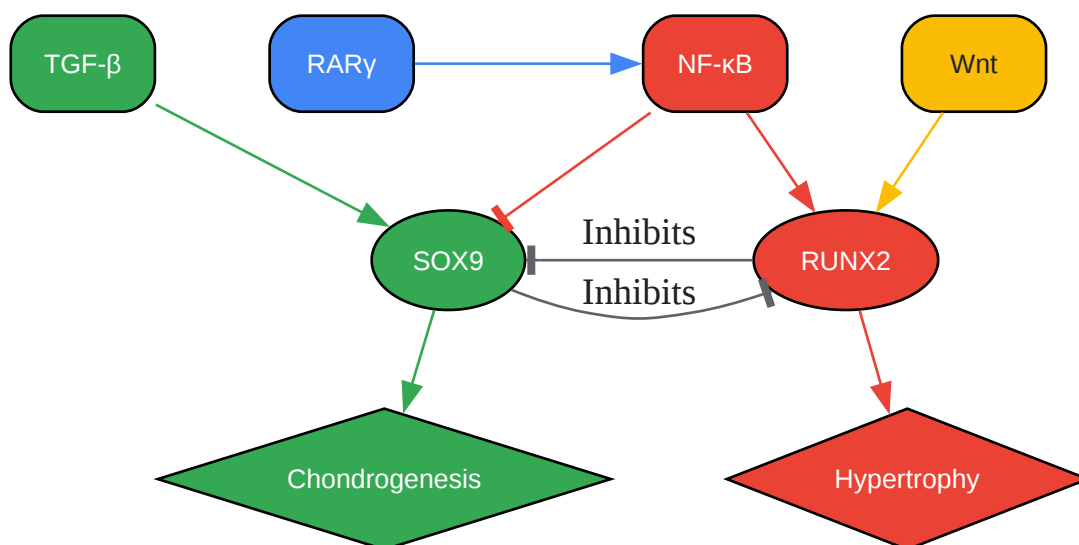 TGF-β
RARγ
NF-κB
Wnt
Inhibits
SOX9
RUNX2
Inhibits
Chondrogenesis
Hypertrophy